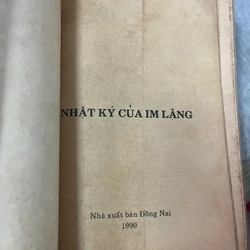 NHẬT KÝ CỦA IM LẶNG
Nhà xuất bản Đồng Nai
1990